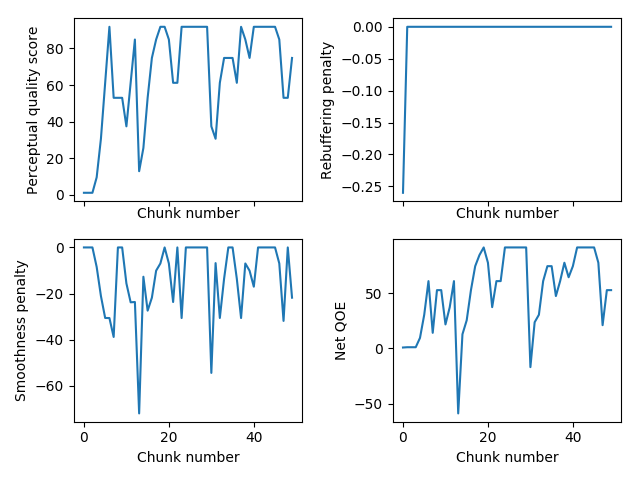 Perceptual quality score
80
60
40
20
0
Chunk number
Rebuffering penalty
0.00
−0.05
−0.10
−0.15
−0.20
−0.25
Chunk number
Smoothness penalty
0
−20
−40
−60
0 20 40
Chunk number
Net QOE
50
0
−50
0 20 40
Chunk number